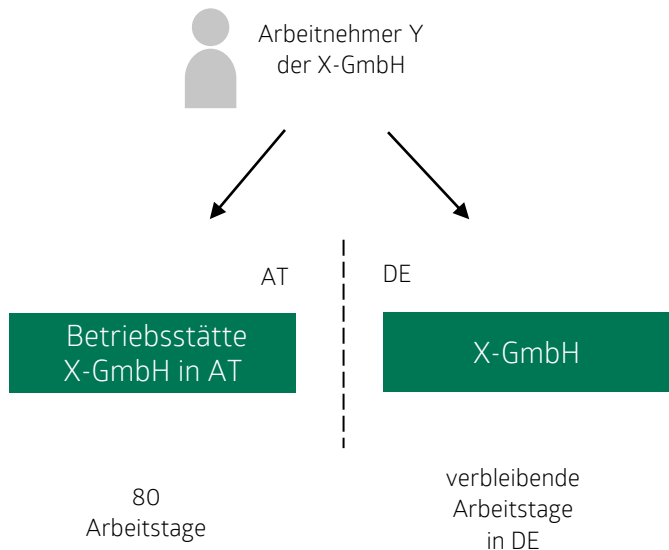 Arbeitnehmer Y
der X-GmbH
AT
DE
Betriebsstätte
X-GmbH in AT
X-GmbH
80
Arbeitstage
verbleibende
Arbeitstage
in DE